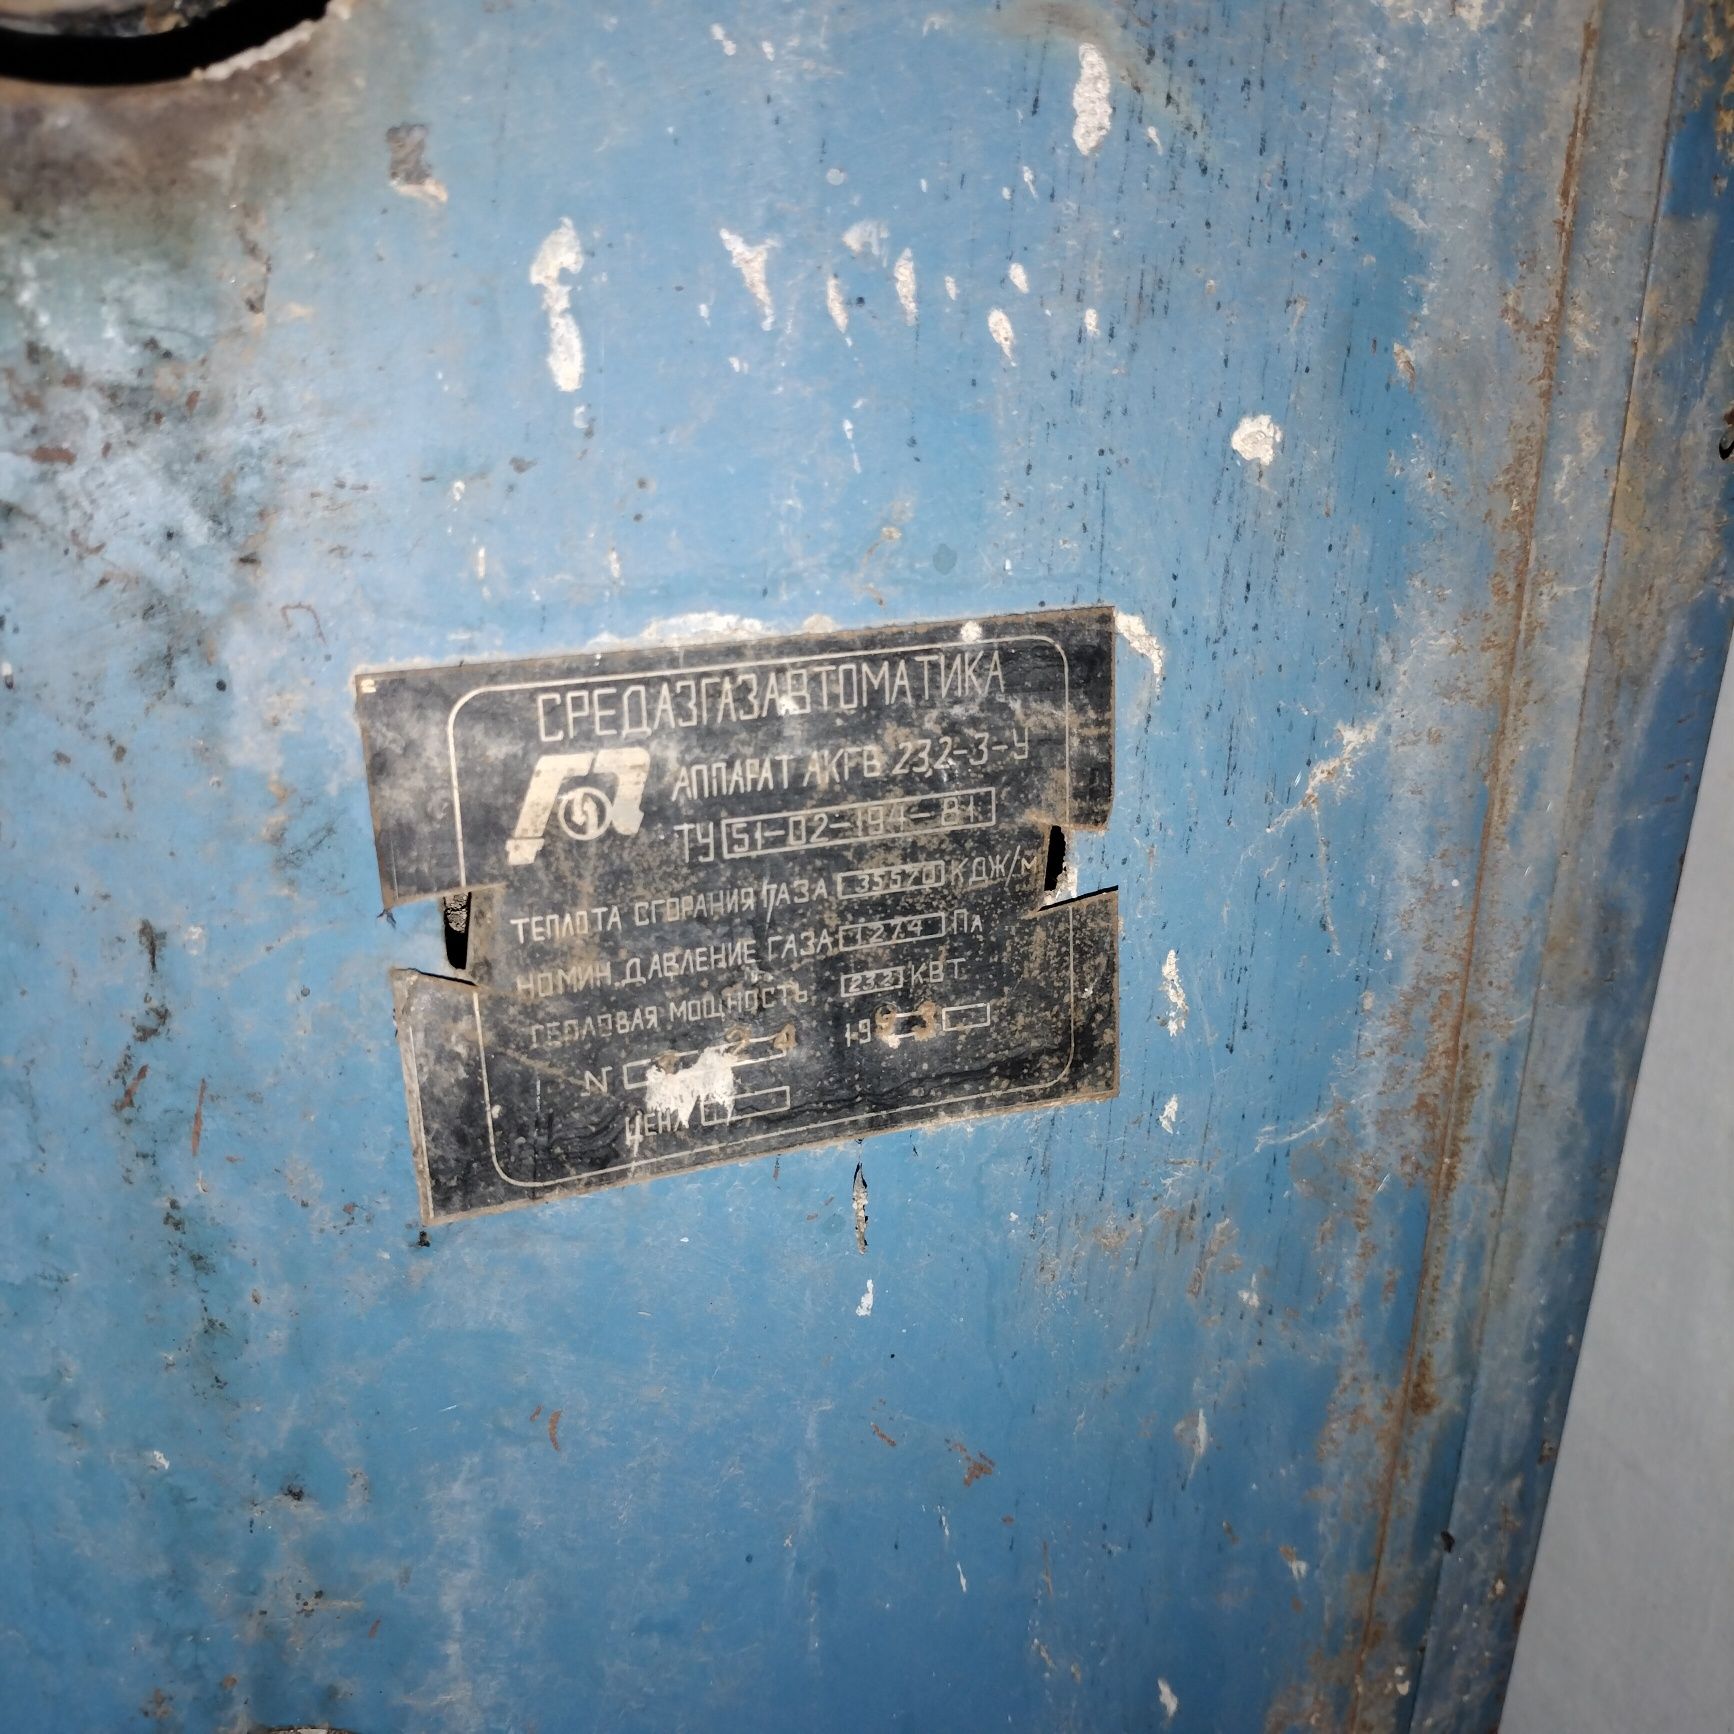 СРЕДАЗГАЗАВТОМАТИКА
АППАРАТ АКГВ 23,2-3-У
ТУ 51-02-194-81
ТЕПЛОТА СГОРАНИЯ ГАЗА 35570 КДЖ/М
НОМИН. ДАВЛЕНИЕ ГАЗА 1274 ПА
ТЕПЛОВАЯ МОЩНОСТЬ 23,2 КВТ
N 1993
ЦЕНА